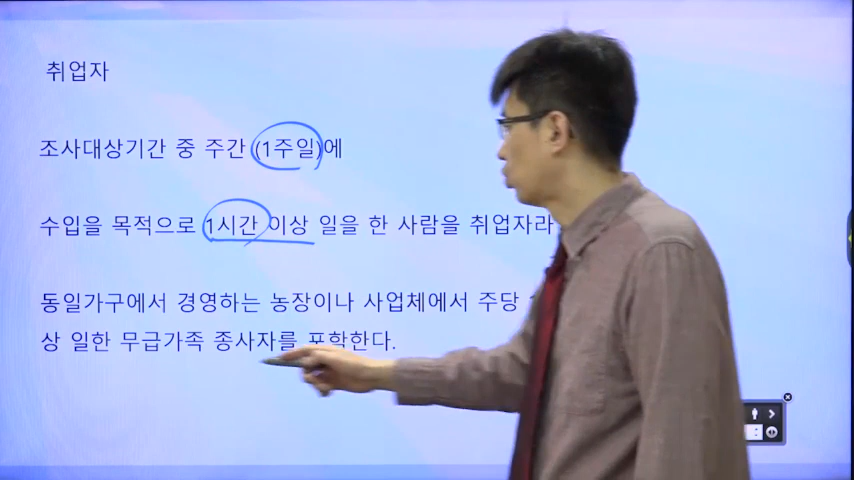 취업자
조사대상기간 중 주간 (1주일)에
수입을 목적으로 1시간 이상 일을 한 사람을 취업자라
동일가구에서 경영하는 농장이나 사업체에서 주당
상 일한 무급가족 종사자를 포함한다.